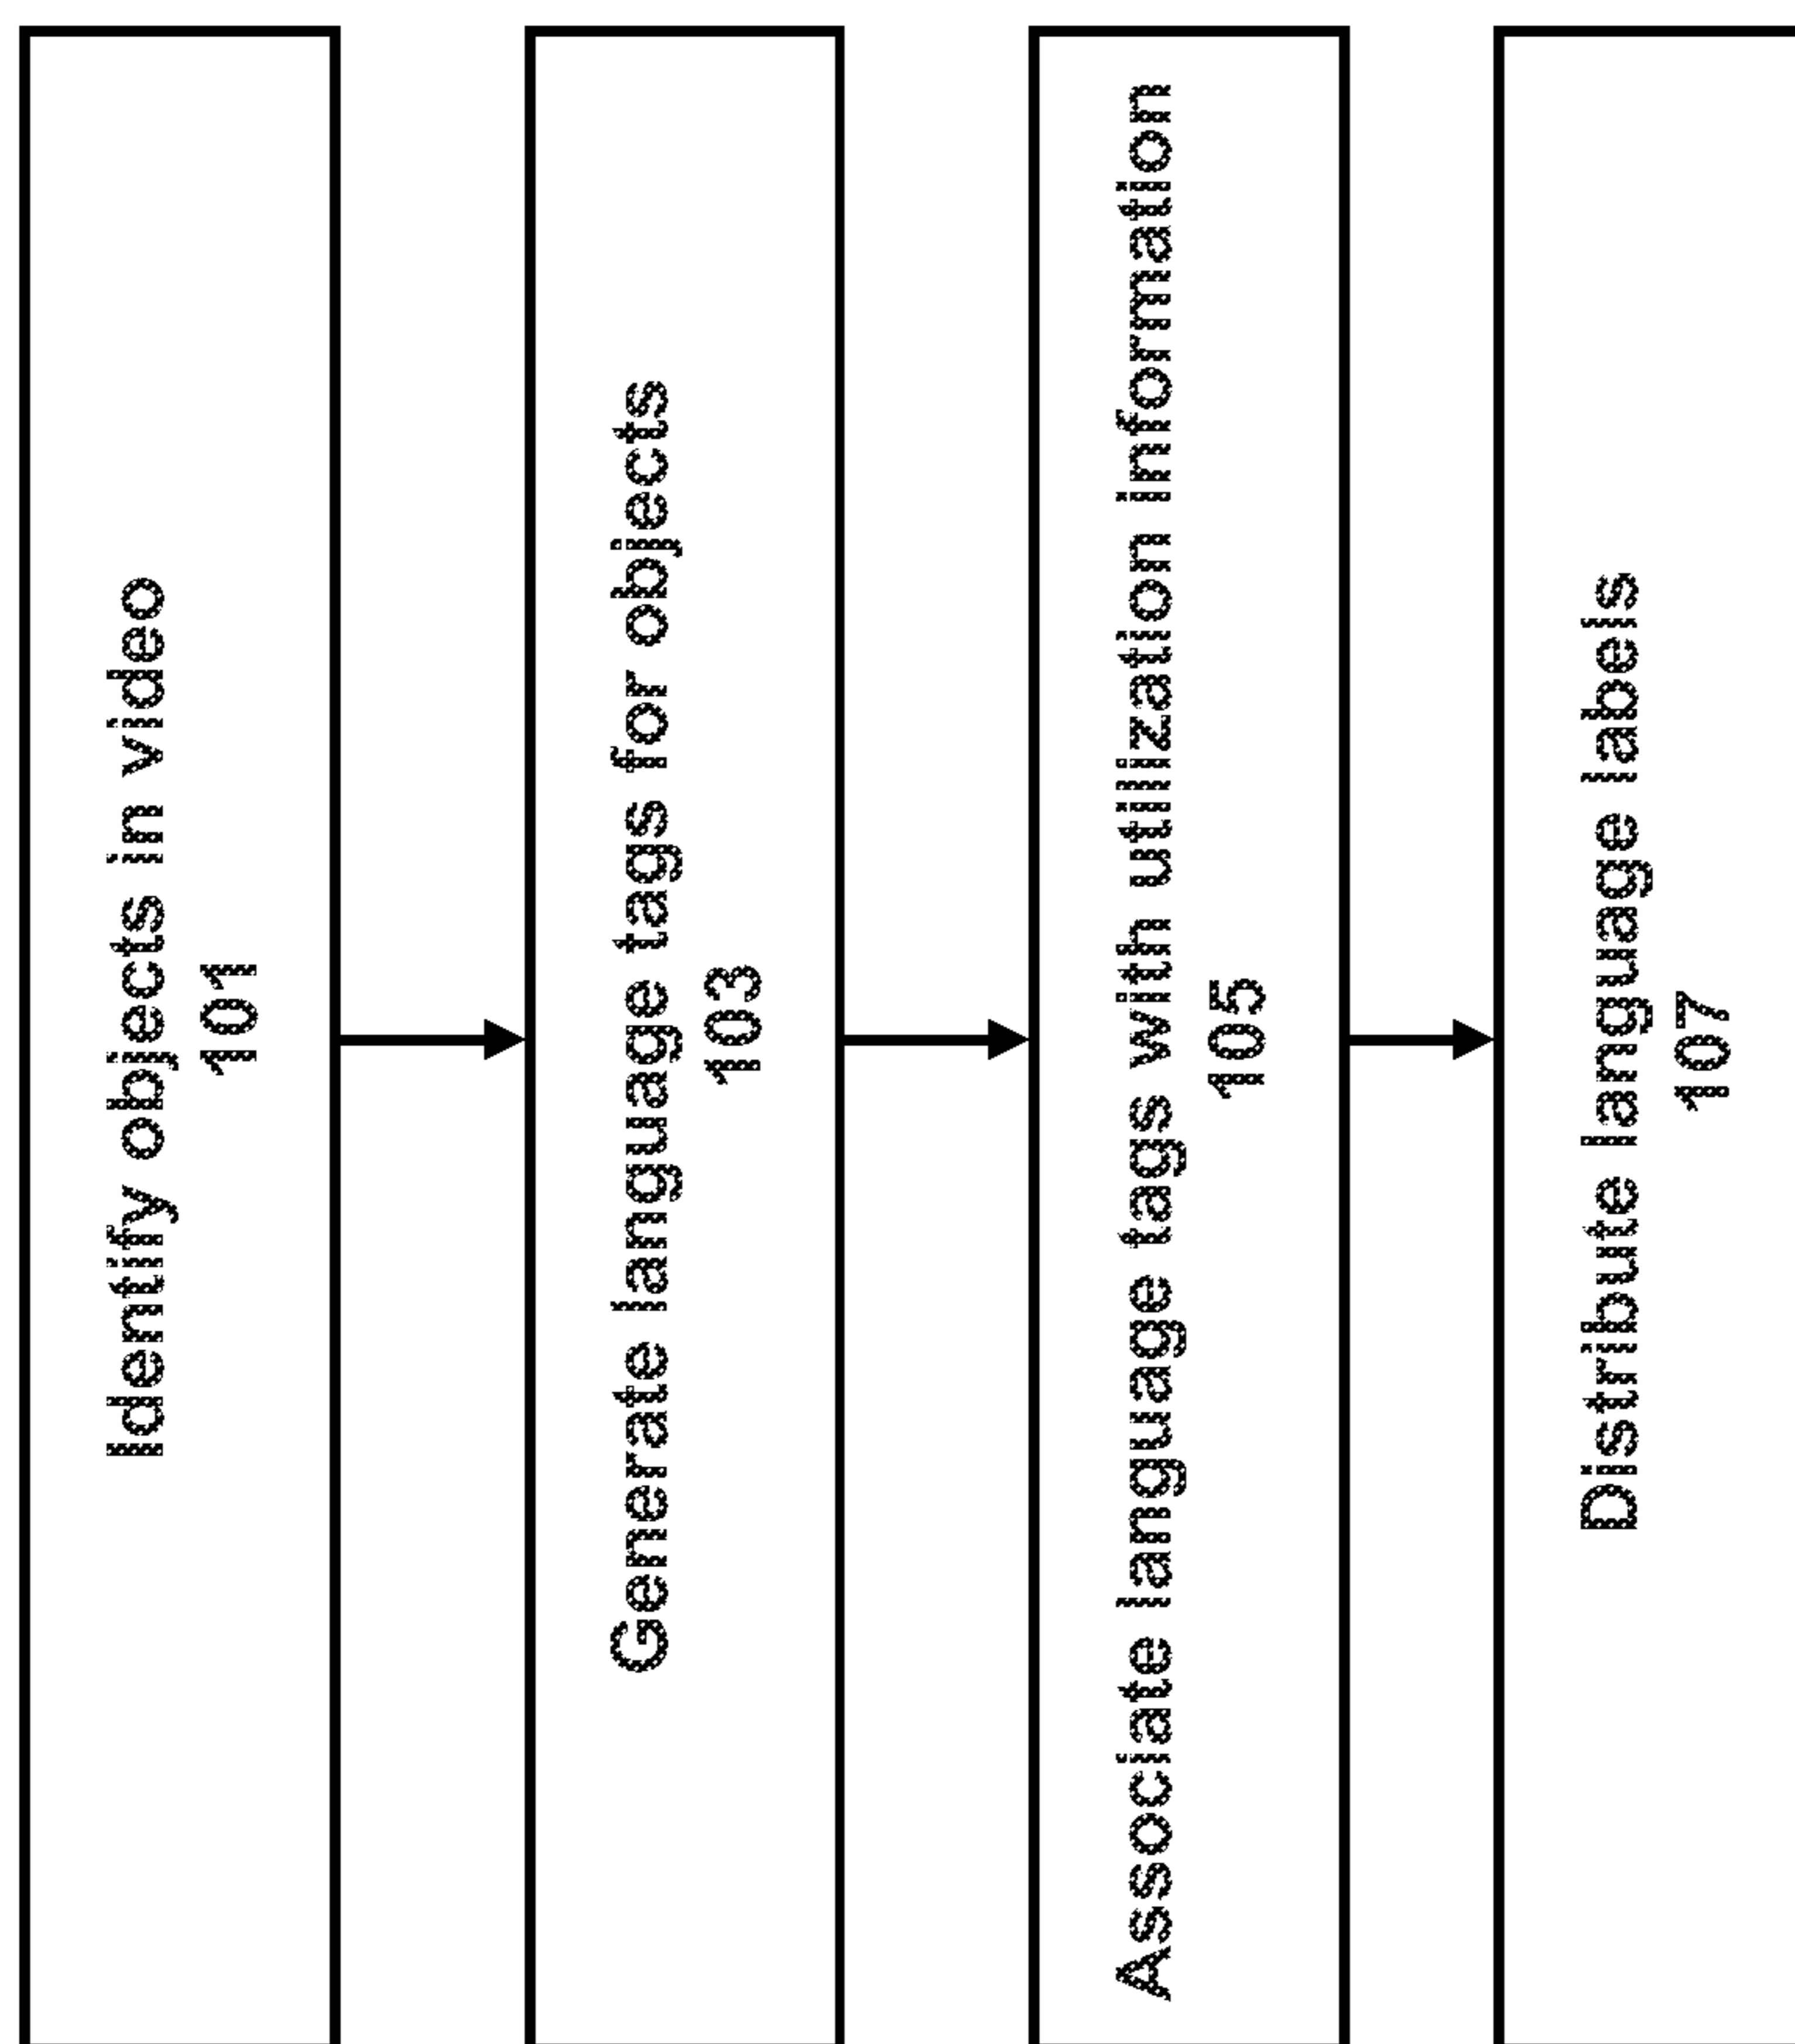 Identify objects in video
101
Generate language tags for objects
103
Associate language tags with utilization information
105
Distribute language labels
107